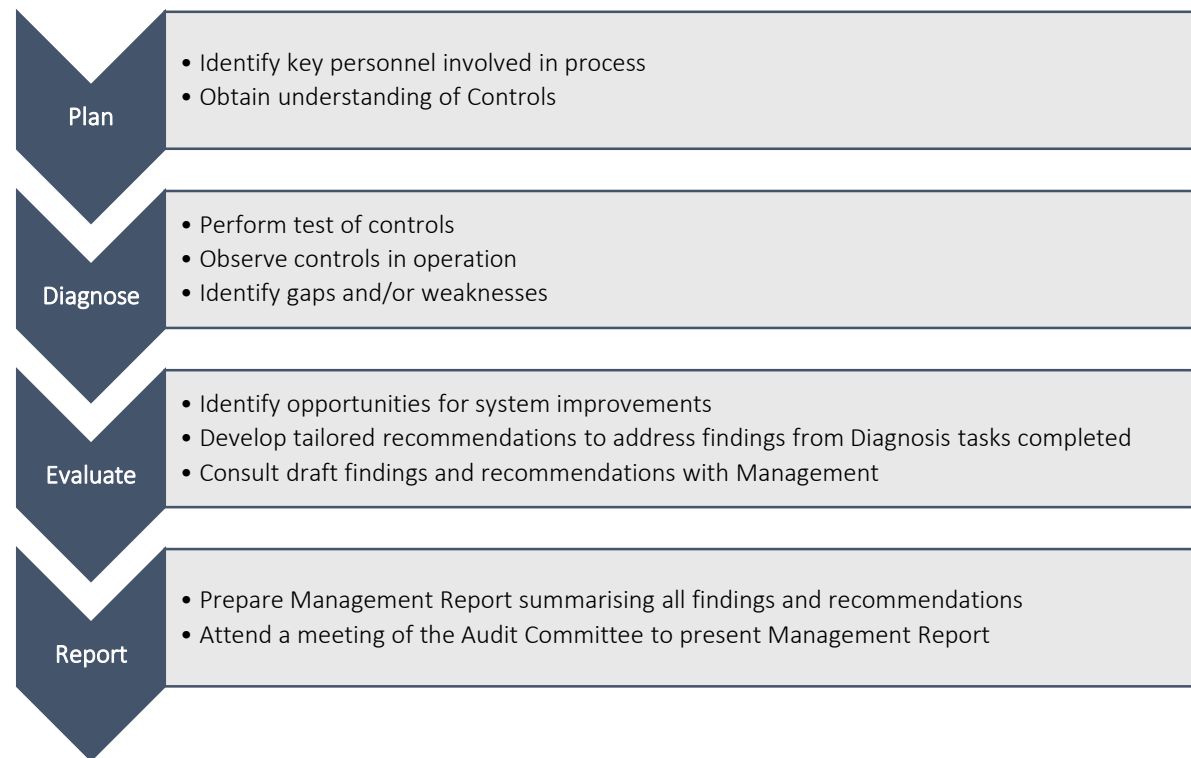 Plan
• Identify key personnel involved in process
• Obtain understanding of Controls
Diagnose
• Perform test of controls
• Observe controls in operation
• Identify gaps and/or weaknesses
Evaluate
• Identify opportunities for system improvements
• Develop tailored recommendations to address findings from Diagnosis tasks completed
• Consult draft findings and recommendations with Management
Report
• Prepare Management Report summarising all findings and recommendations
• Attend a meeting of the Audit Committee to present Management Report